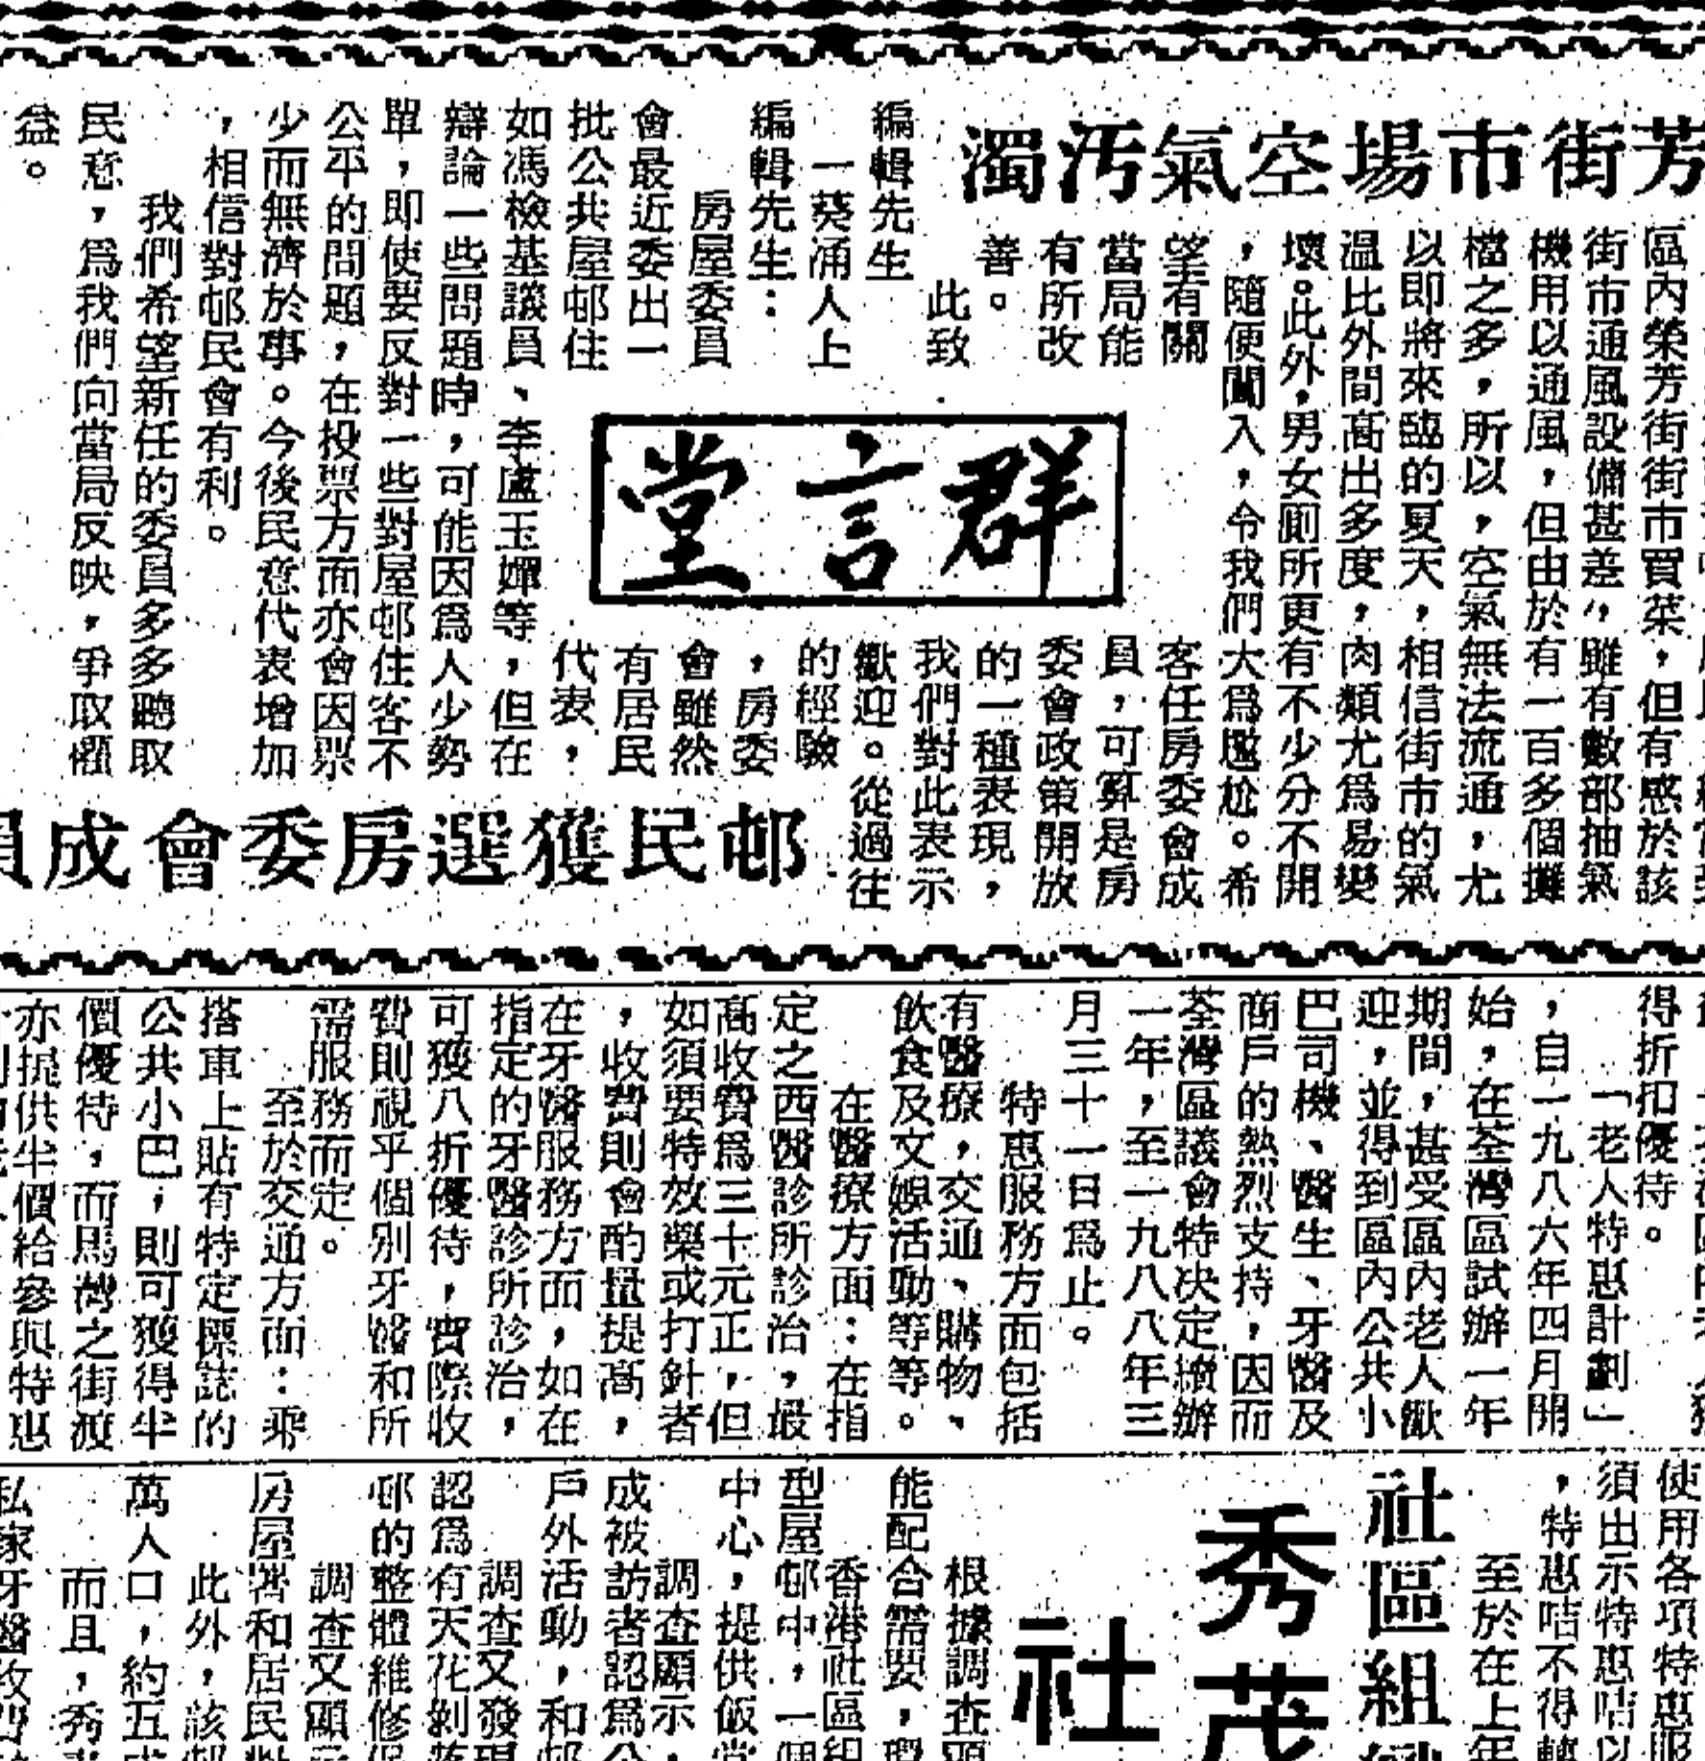 芳街市場空氣汚濁
區內榮芳街街市買菜，但有感於該
街市通風設備甚差，雖有數部抽氣
機用以通風，但由於有一百多個攤
檔之多，所以，空氣無法流通，尤
以即將來臨的夏天，相信街市的氣
温比外間高出多度，肉類尤爲易變
壞。此外，男女厠所更有不少分不開
，隨便闖入，令我們大爲尷尬。希
望有關
當局能
有所改
善。
此致
編輯先生
一葵涌人上
群言堂
邨民獲選房委會成員
編輯先生：
房屋委員
會最近委出一
批公共屋邨住
客任房委會成
員，可算是房
委會政策開放
的一種表現，
我們對此表示
歡迎。從過往
的經驗
，房委
會雖然
有居民
代表，
如馮檢基議員、李盧玉嬋等，但在
辯論一些問題時，可能因爲人少勢
單，即使要反對一些對屋邨住客不
公平的問題，在投票方面亦會因票
少而無濟於事。今後民意代表增加
，相信對邨民會有利。
我們希望新任的委員多多聽取
民意，爲我們向當局反映，爭取權
益。
得折扣優待。
「老人特惠計劃」
，自一九八六年四月開
始，在荃灣區試辦一年
期間，甚受區內老人歡
迎，並得到區內公共小
巴司機、醫生、牙醫及
商戶的熱烈支持，因而
荃灣區議會特決定續辦
一年，至一九八八年三
月三十一日爲止。
特惠服務方面包括
有醫療，交通、購物、
飲食及文娛活動等等。
在醫療方面：在指
定之西醫診所診治，最
高收費爲三十元正，但
如須要特效藥或打針者
，收費則會酌量提高，
在牙醫服務方面，如在
指定的牙醫診所診治，
可獲八折優待，實際收
費則視乎個別牙醫和所
需服務而定。
至於交通方面：乘
搭車上貼有特定標誌的
公共小巴，則可獲得半
價優待，而馬灣之街渡
亦提供半價給參與特惠
使用各項特惠服
須出示特惠咭以
，特惠咭不得轉
至於在上年
社區組
秀茂
社
根據調查
能配合需要，
香港社區組
型屋邨中，一個
中心，提供飯堂
調查顯示，
成被訪者認爲公
戶外活動，和邨
調查又發現
認爲有天花剝落
邨的整體維修
調查又顯示
房屋署和居民對
此外，該邨
萬人口，約五成
而且，秀
私家牙醫收費